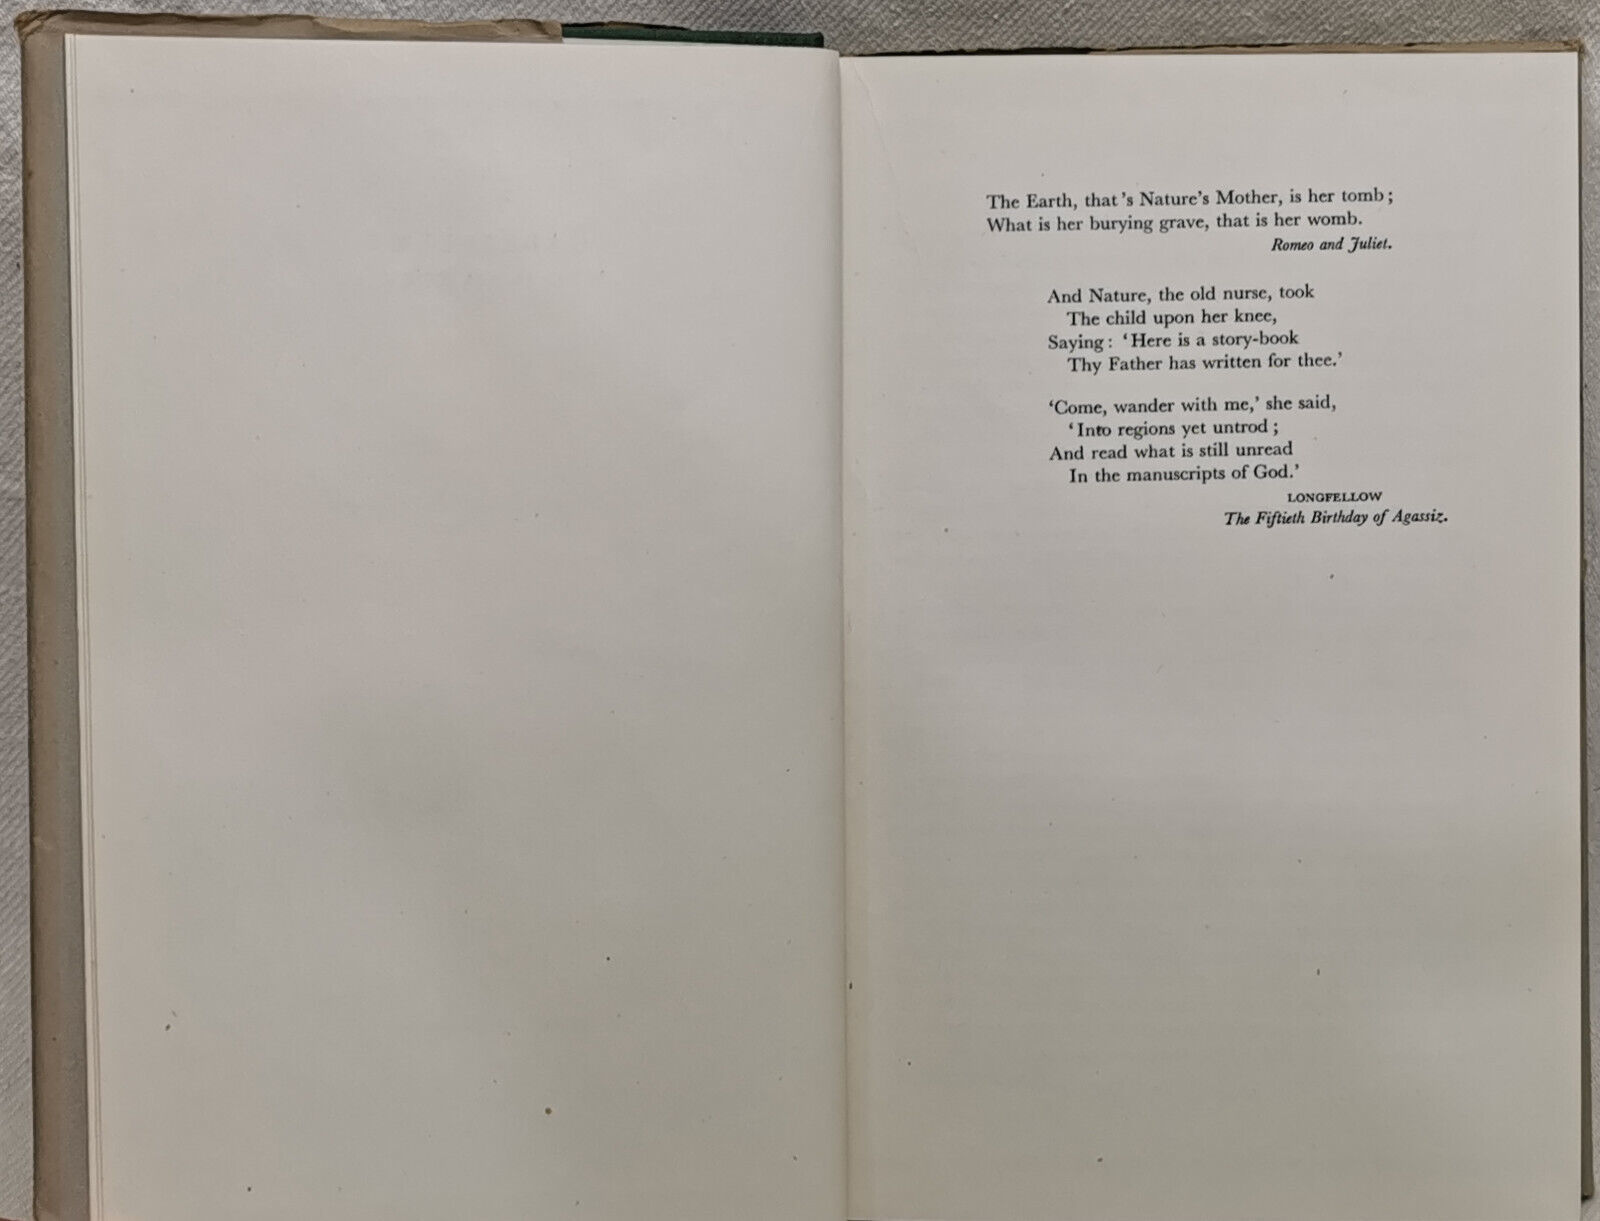 The Earth, that's Nature's Mother, is her tomb;
What is her burying grave, that is her womb.
Romeo and Juliet.
And Nature, the old nurse, took
The child upon her knee,
Saying: 'Here is a story-book
Thy Father has written for thee.'
'Come, wander with me,' she said,
'Into regions yet untrod;
And read what is still unread
In the manuscripts of God.'
LONGFELLOW
The Fiftieth Birthday of Agassiz.